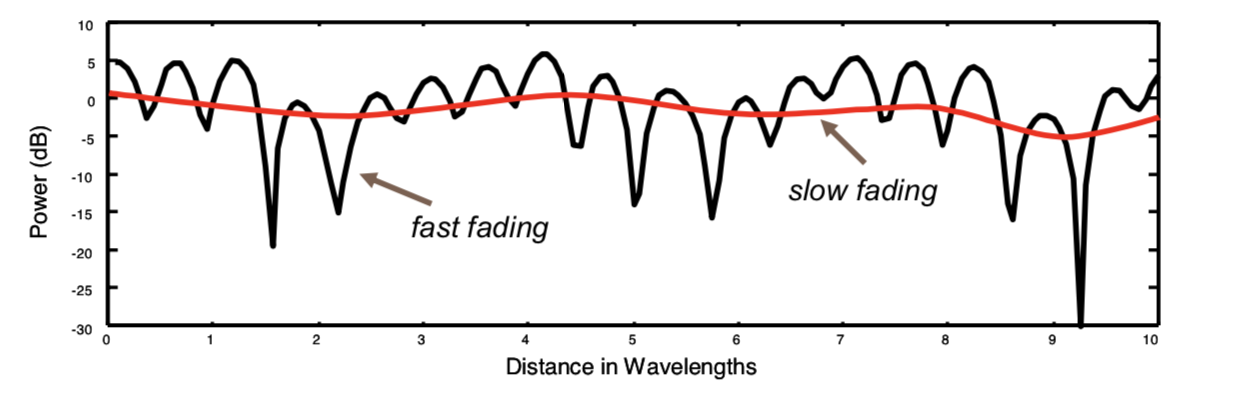 10
5
0
-5
-10
-15
-20
-25
-30
Power (dB)
fast fading
slow fading
0 1 2 3 4 5 6 7 8 9 10
Distance in Wavelengths